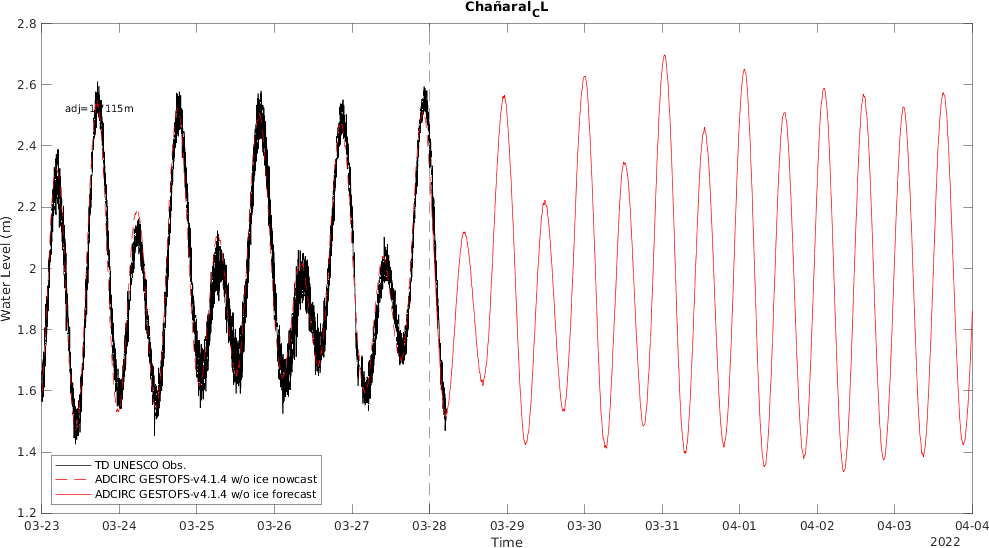 Chañaral_CL
2.8
2.6
2.4
2.2
2
1.8
1.6
1.4
1.2
Water Level (m)
TD UNESCO Obs.
ADCIRC GESTOFS-v4.1.4 w/o ice nowcast
ADCIRC GESTOFS-v4.1.4 w/o ice forecast
03-23 03-24 03-25 03-26 03-27 03-28 03-29 03-30 03-31 04-01 04-02 04-03 04-04
Time
2022